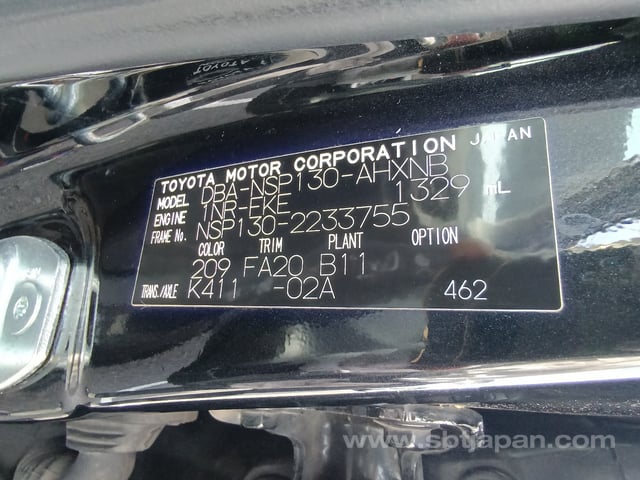 TOYOTA MOTOR CORPORATION JAPAN
MODEL DBA-NSP130-AHXNB
ENGINE 1NR-FKE 1329 mL
FRAME No. NSP130-2233755
COLOR TRIM PLANT OPTION
209 FA20 B11
TRANS./AXLE K411 -02A 462
www.sbtjapan.com